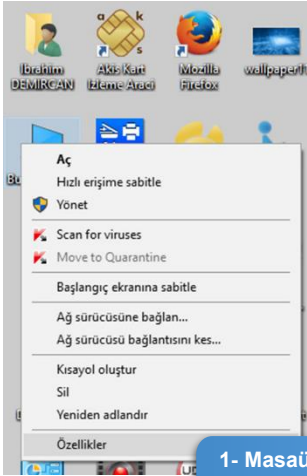 a k
s
İbrahim
DEMİRCAN
Akis Kart
İzleme Aracı
Mozilla
Firefox
wallpaper1
Bu
Aç
Hızlı erişime sabitle
Yönet
Scan for viruses
Move to Quarantine
Başlangıç ekranına sabitle
Ağ sürücüsüne bağlan...
Ağ sürücüsü bağlantısını kes...
Kısayol oluştur
Sil
Yeniden adlandır
Özellikler
1- Masaü